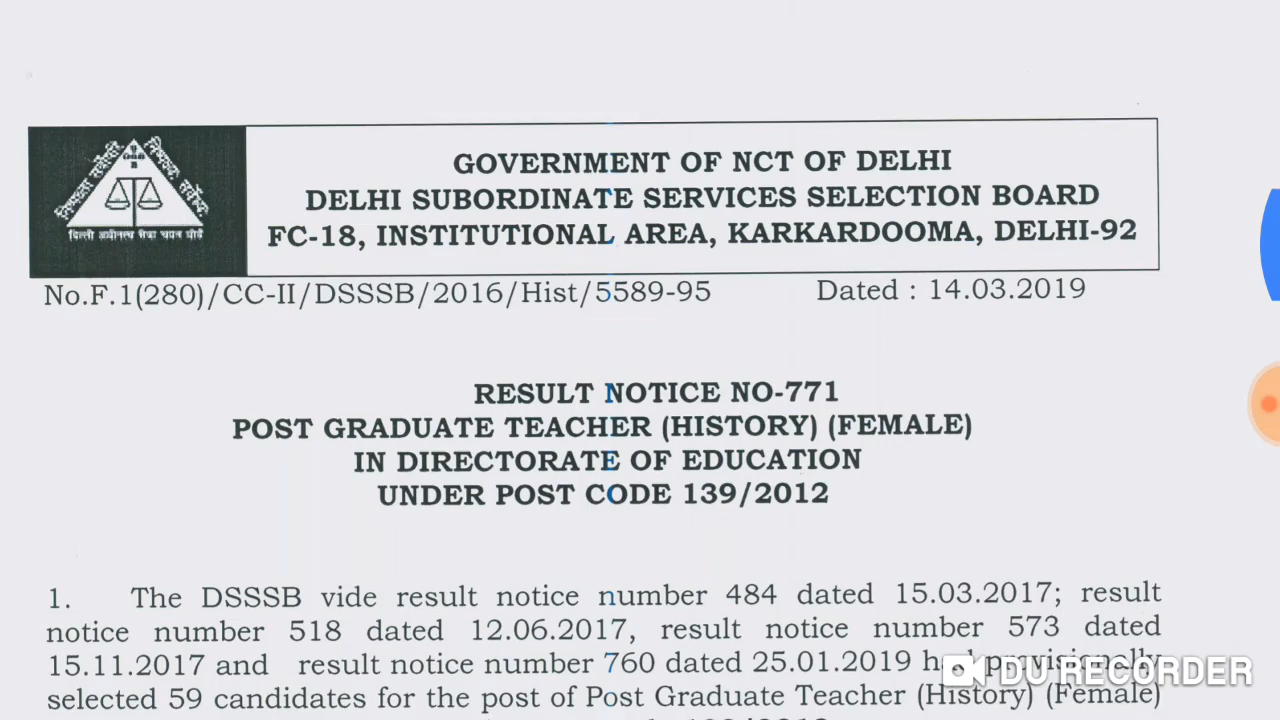 दिल्ली अधीनस्थ सेवा चयन बोर्ड
GOVERNMENT OF NCT OF DELHI
DELHI SUBORDINATE SERVICES SELECTION BOARD
FC-18, INSTITUTIONAL AREA, KARKARDOOMA, DELHI-92
No.F.1(280)/CC-II/DSSSB/2016/Hist/5589-95 Dated : 14.03.2019
RESULT NOTICE NO-771
POST GRADUATE TEACHER (HISTORY) (FEMALE)
IN DIRECTORATE OF EDUCATION
UNDER POST CODE 139/2012
1. The DSSSB vide result notice number 484 dated 15.03.2017; result
notice number 518 dated 12.06.2017, result notice number 573 dated
15.11.2017 and result notice number 760 dated 25.01.2019 had provisionally
selected 59 candidates for the post of Post Graduate Teacher (History) (Female)
DU RECORDER